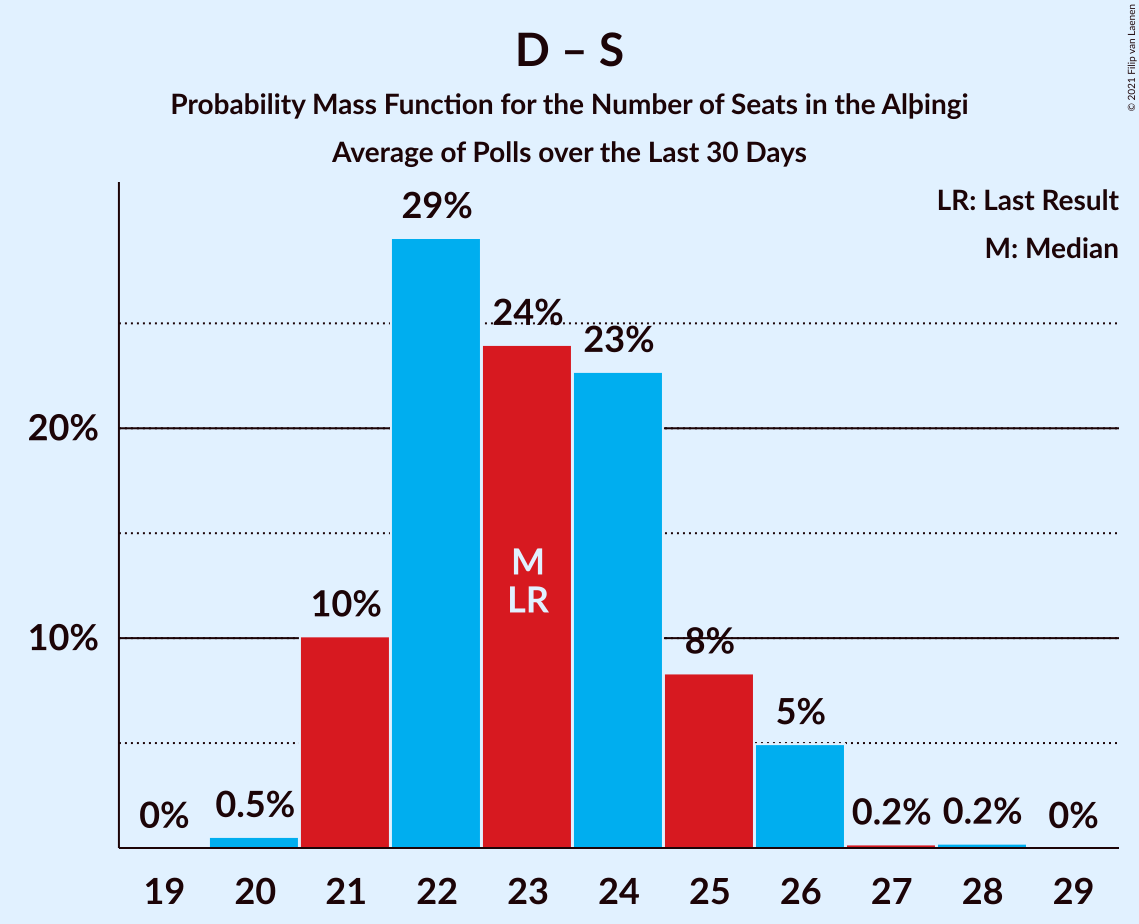 D – S
Probability Mass Function for the Number of Seats in the Alþingi
Average of Polls over the Last 30 Days
© 2021 Filip van Laenen
LR: Last Result
M: Median
29%
24%
23%
20%
M
LR
10%
10%
8%
5%
0%
0.5%
0.2%
0.2%
0%
19 20 21 22 23 24 25 26 27 28 29